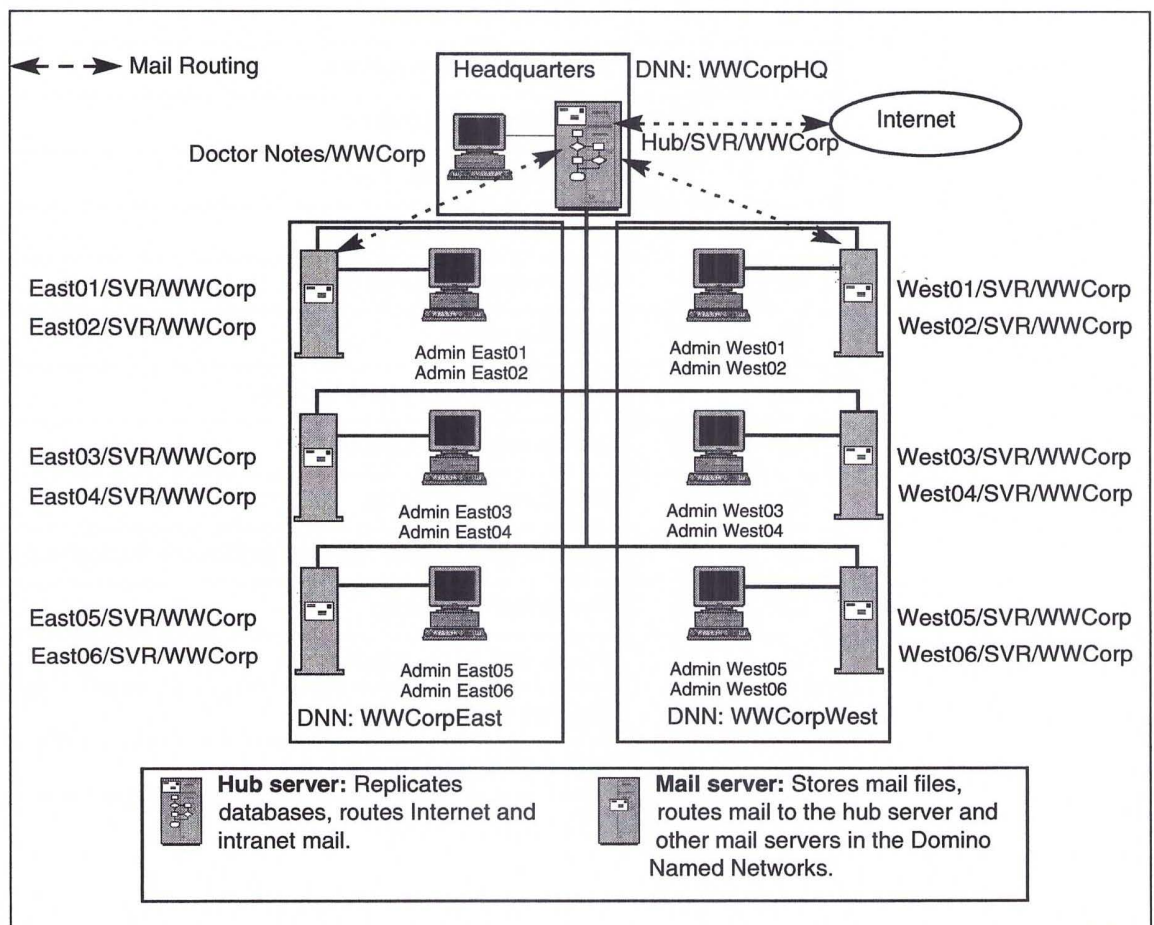 Mail Routing
Headquarters
DNN: WWCorpHQ
Internet
Hub/SVR/WWCorp
Doctor Notes/WWCorp
East01/SVR/WWCorp
East02/SVR/WWCorp
Admin East01
Admin East02
Admin West01
Admin West02
West01/SVR/WWCorp
West02/SVR/WWCorp
East03/SVR/WWCorp
East04/SVR/WWCorp
Admin East03
Admin East04
Admin West03
Admin West04
West03/SVR/WWCorp
West04/SVR/WWCorp
East05/SVR/WWCorp
East06/SVR/WWCorp
Admin East05
Admin East06
Admin West05
Admin West06
West05/SVR/WWCorp
West06/SVR/WWCorp
DNN: WWCorpEast
DNN: WWCorpWest
Hub server: Replicates
databases, routes Internet and
intranet mail.
Mail server: Stores mail files,
routes mail to the hub server and
other mail servers in the Domino
Named Networks.